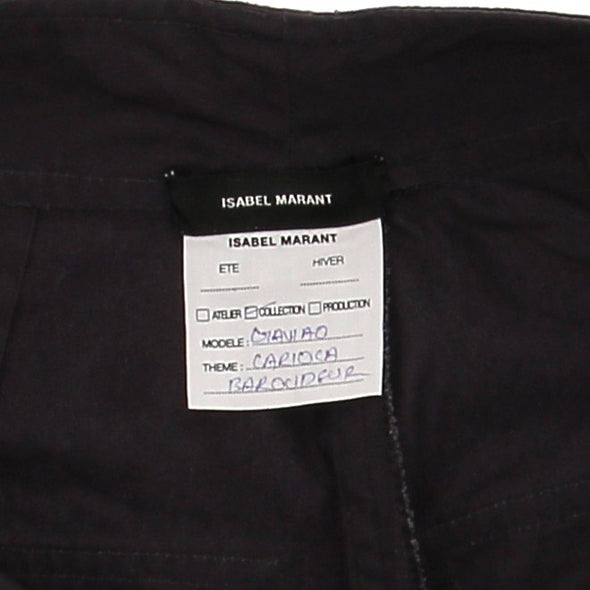 ISABEL MARANT
ISABEL MARANT
ETE HIVER
ATELIER COLLECTION PRODUCTION
MODELE :
THEME : CARIOCA
BAROUDEUR